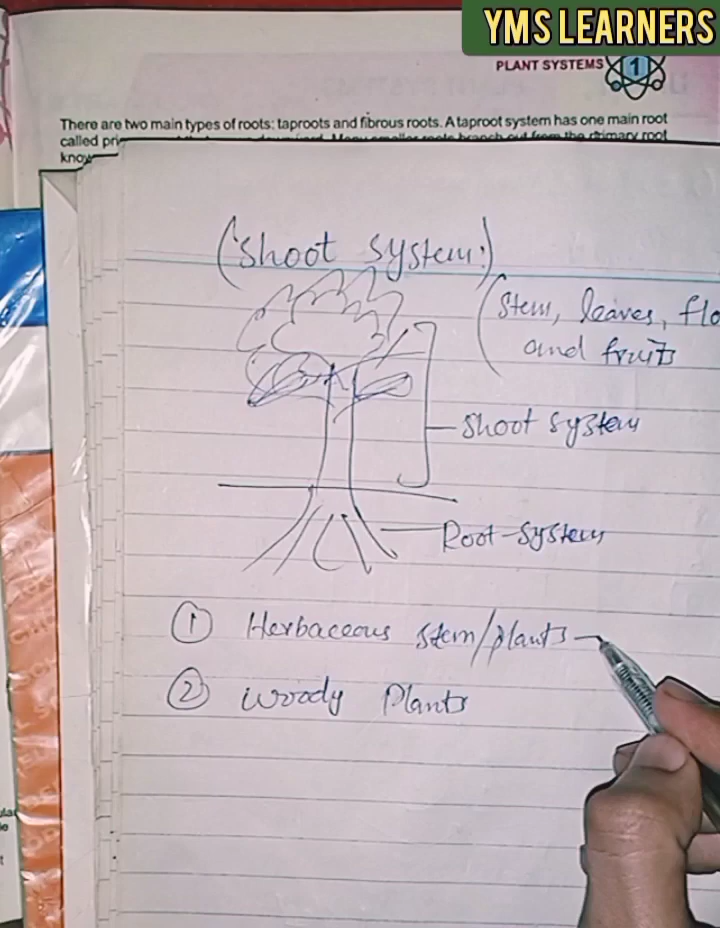 YMS LEARNERS
PLANT SYSTEMS 1
There are two main types of roots: taproots and fibrous roots. A taproot system has one main root
called
(Shoot system:)
(Stem, leaves, flo
and fruits
Shoot system
Root-system
① Herbaceous stem/plants
② Woody Plants